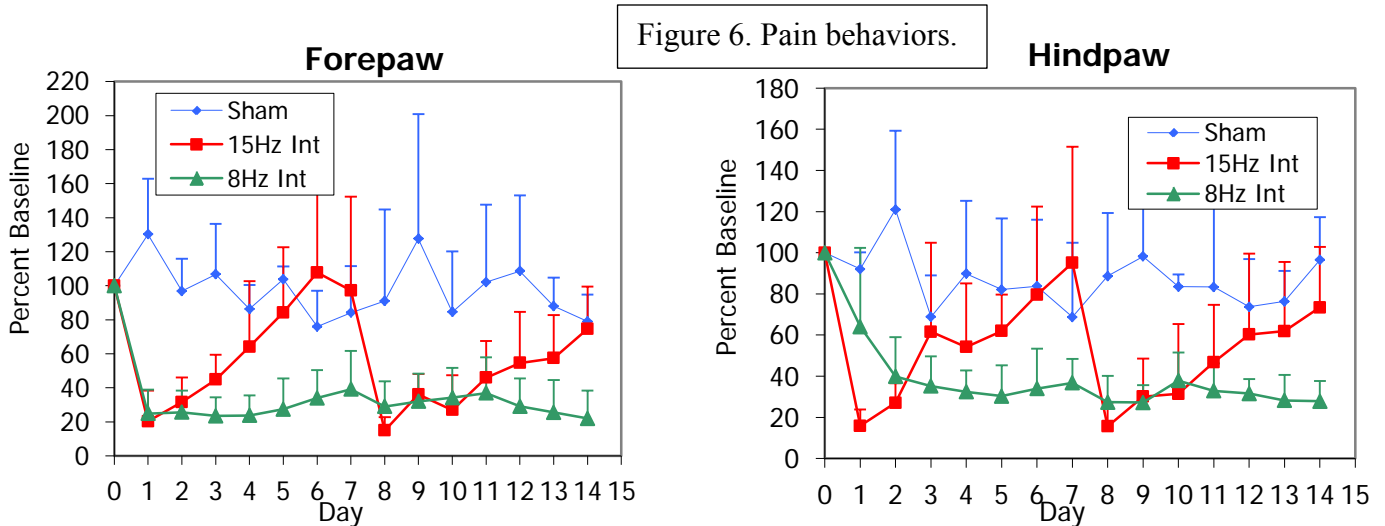 Figure 6. Pain behaviors.
Forepaw
Percent Baseline
220
200
180
160
140
120
100
80
60
40
20
0
Sham
15Hz Int
8Hz Int
0 1 2 3 4 5 6 7 8 9 10 11 12 13 14 15
Day
Hindpaw
Percent Baseline
180
160
140
120
100
80
60
40
20
0
Sham
15Hz Int
8Hz Int
0 1 2 3 4 5 6 7 8 9 10 11 12 13 14 15
Day